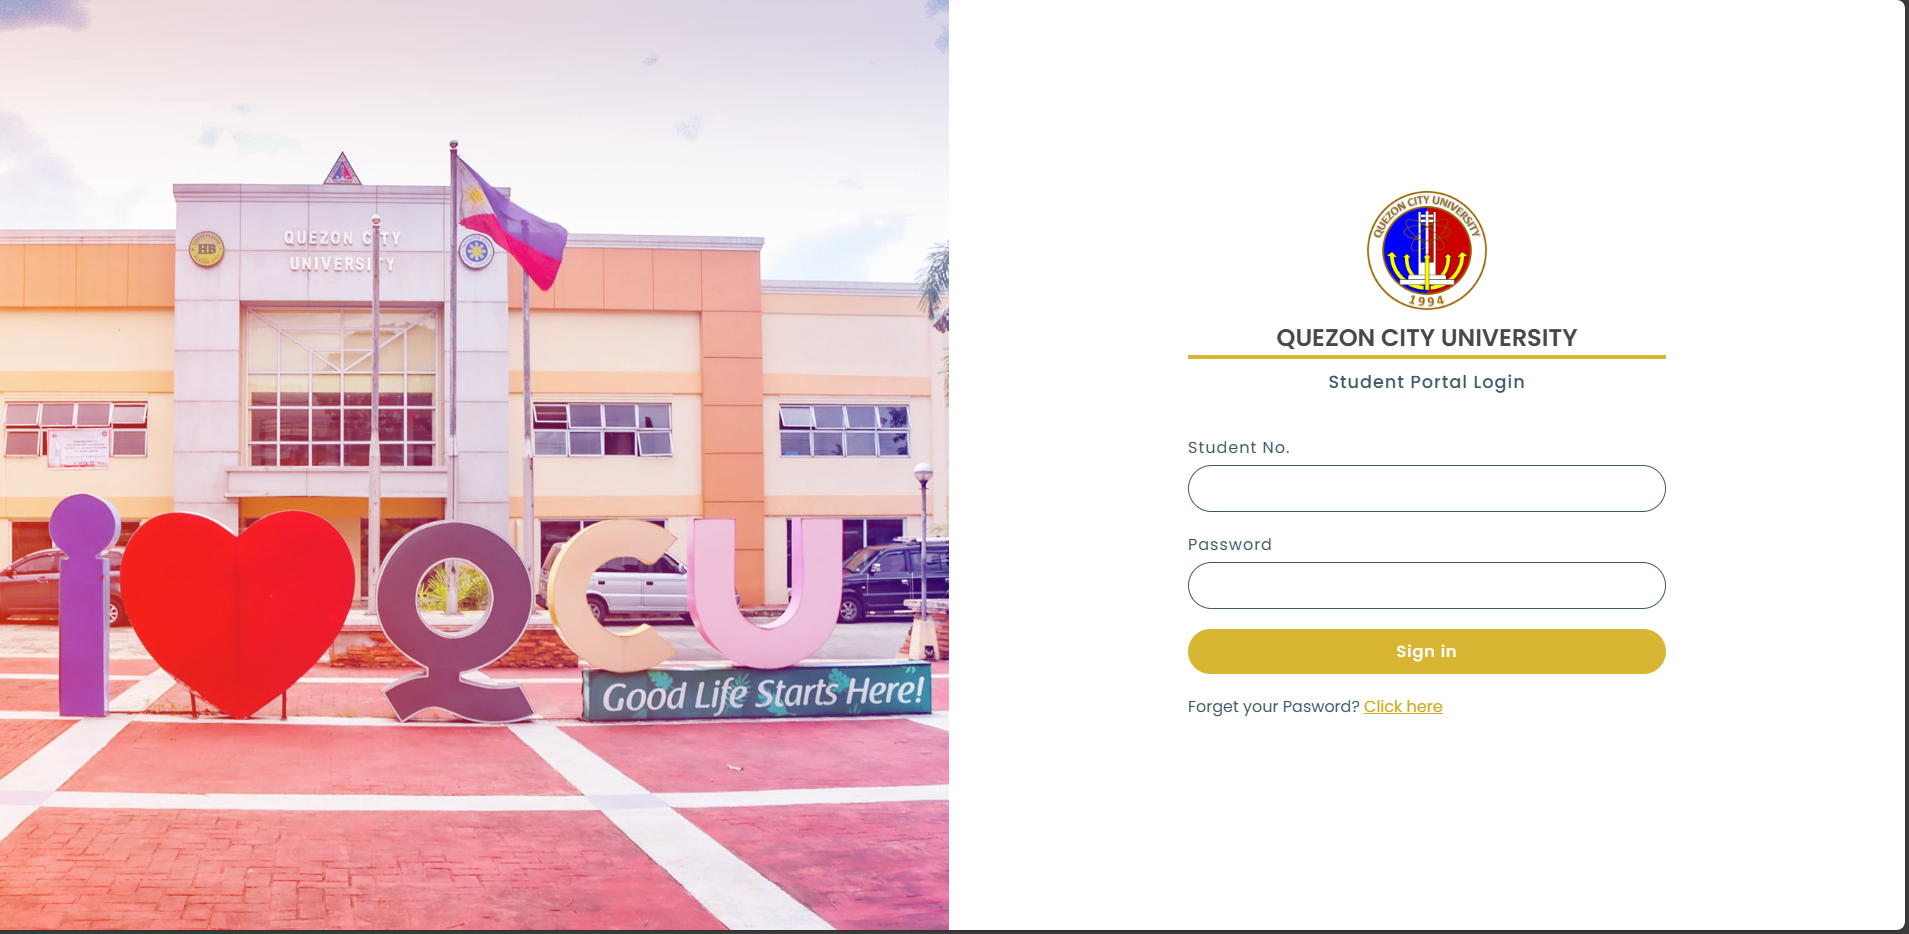 QUEZON CITY
UNIVERSITY
HB
Good Life Starts Here!
i
QCU
QUEZON CITY UNIVERSITY
1994
QUEZON CITY UNIVERSITY
Student Portal Login
Student No.
Password
Sign in
Forget your Pasword? Click here